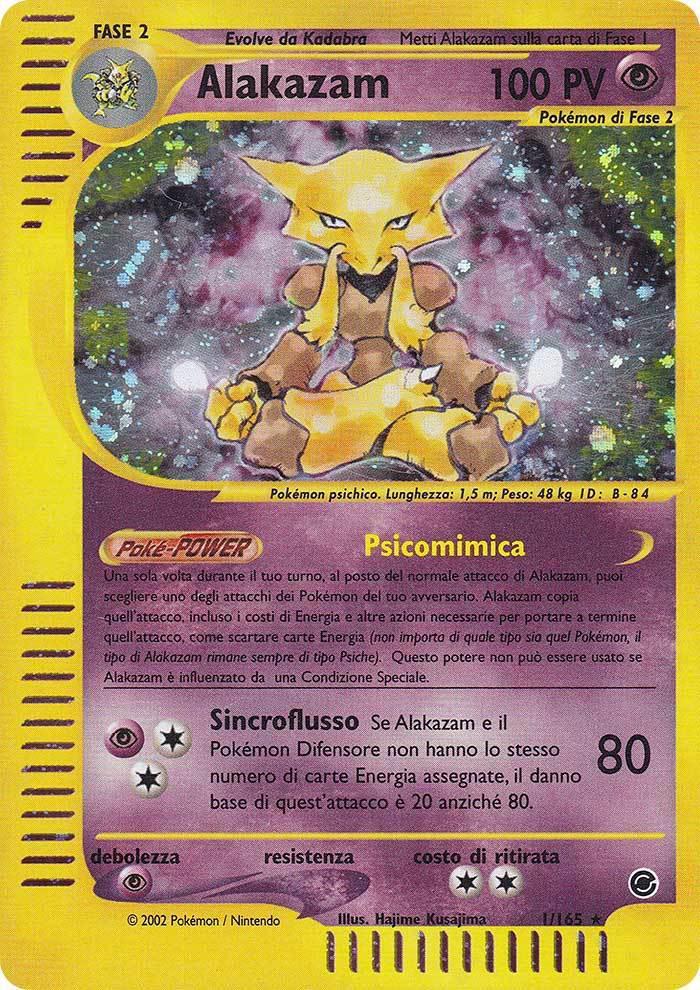 FASE 2
Evolve da Kadabra Metti Alakazam sulla carta di Fase 1
Alakazam 100 PV
Pokémon di Fase 2
Pokémon psichico. Lunghezza: 1,5 m; Peso: 48 kg ID: B-84
Poké-POWER Psicomimica
Una sola volta durante il tuo turno, al posto del normale attacco di Alakazam, puoi
scegliere uno degli attacchi dei Pokémon del tuo avversario. Alakazam copia
quell'attacco, incluso i costi di Energia e altre azioni necessarie per portare a termine
quell'attacco, come scartare carte Energia (non importa di quale tipo sia quel Pokémon, il
tipo di Alakazam rimane sempre di tipo Psiche). Questo potere non può essere usato se
Alakazam è influenzato da una Condizione Speciale.
Sincroflusso Se Alakazam e il
Pokémon Difensore non hanno lo stesso
numero di carte Energia assegnate, il danno
base di quest'attacco è 20 anziché 80.
80
debolezza resistenza costo di ritirata
© 2002 Pokémon / Nintendo Illus. Hajime Kusajima 1/165 ★